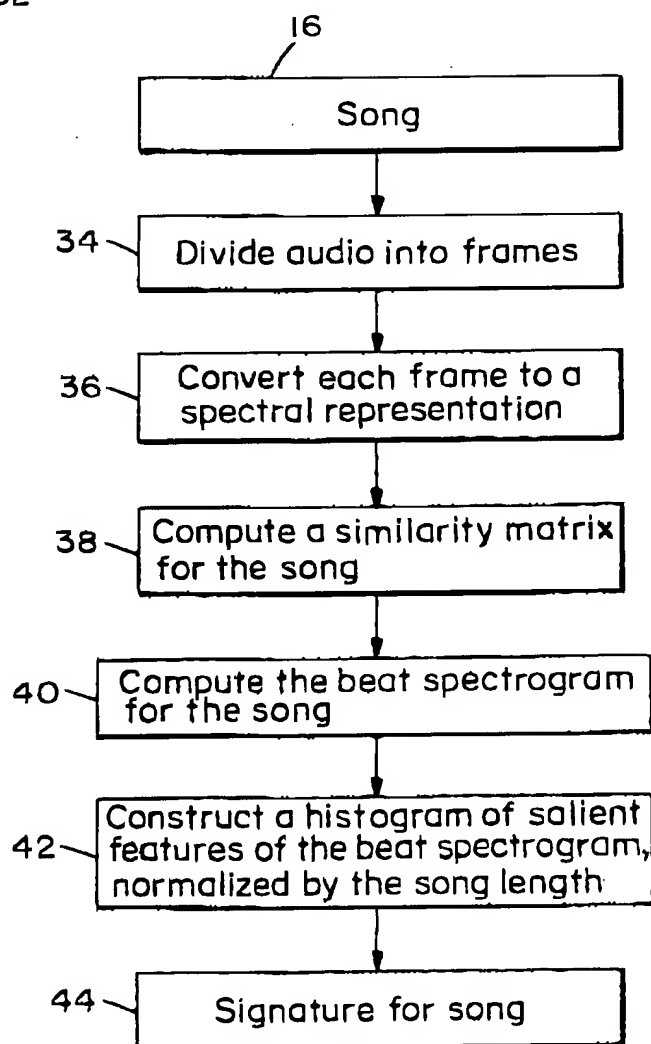 16
Song
34
Divide audio into frames
36
Convert each frame to a
spectral representation
38
Compute a similarity matrix
for the song
40
Compute the beat spectrogram
for the song
42
Construct a histogram of salient
features of the beat spectrogram,
normalized by the song length
44
Signature for song